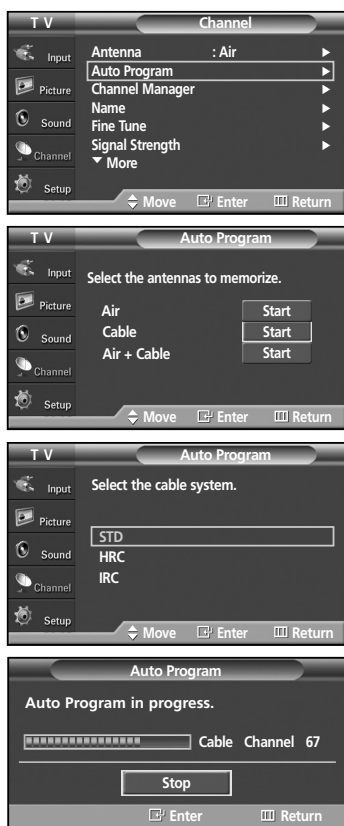 T V Channel
Input Antenna : Air
Auto Program
Picture Channel Manager
Name
Sound Fine Tune
Channel Signal Strength
More
Setup
Move Enter Return
T V Auto Program
Input Select the antennas to memorize.
Picture Air Start
Sound Cable Start
Air + Cable Start
Channel
Setup
Move Enter Return
T V Auto Program
Input Select the cable system.
Picture
STD
Sound HRC
Channel IRC
Setup
Move Enter Return
Auto Program
Auto Program in progress.
Cable Channel 67
Stop
Enter Return